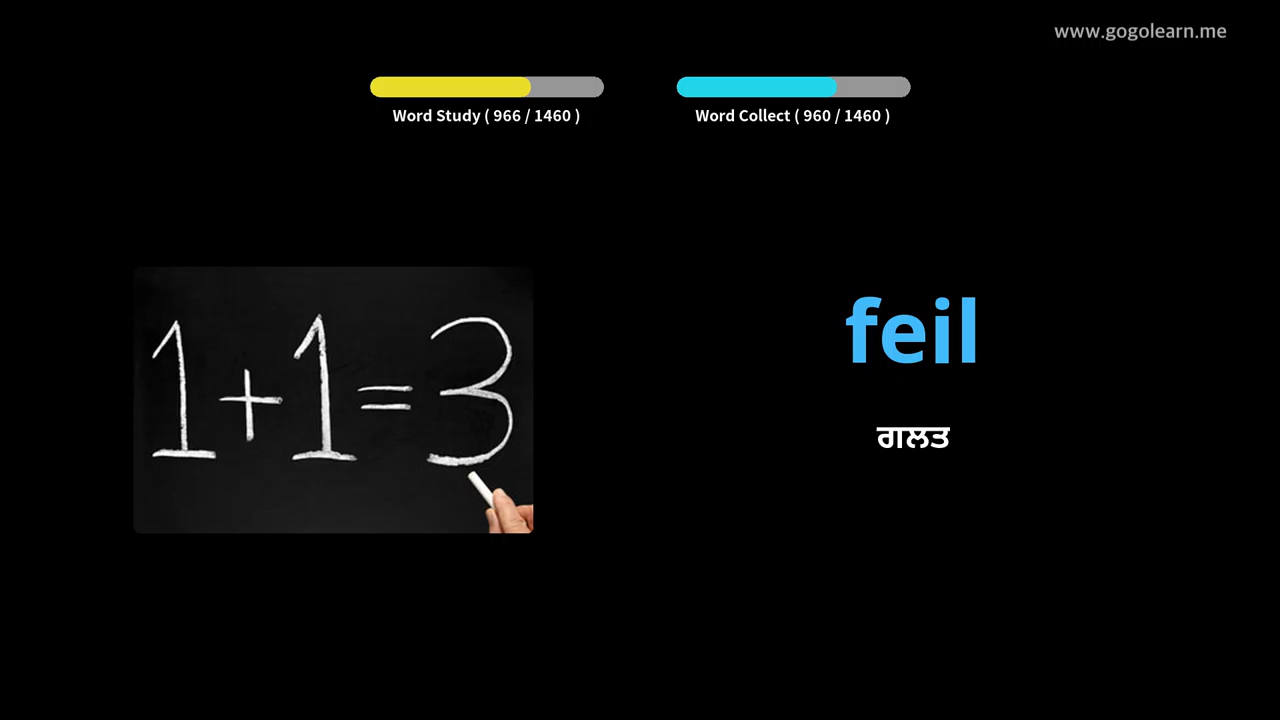 www.gogolearn.me
Word Study ( 966 / 1460 )
Word Collect ( 960 / 1460 )
1+1=3
feil
ਗਲਤ